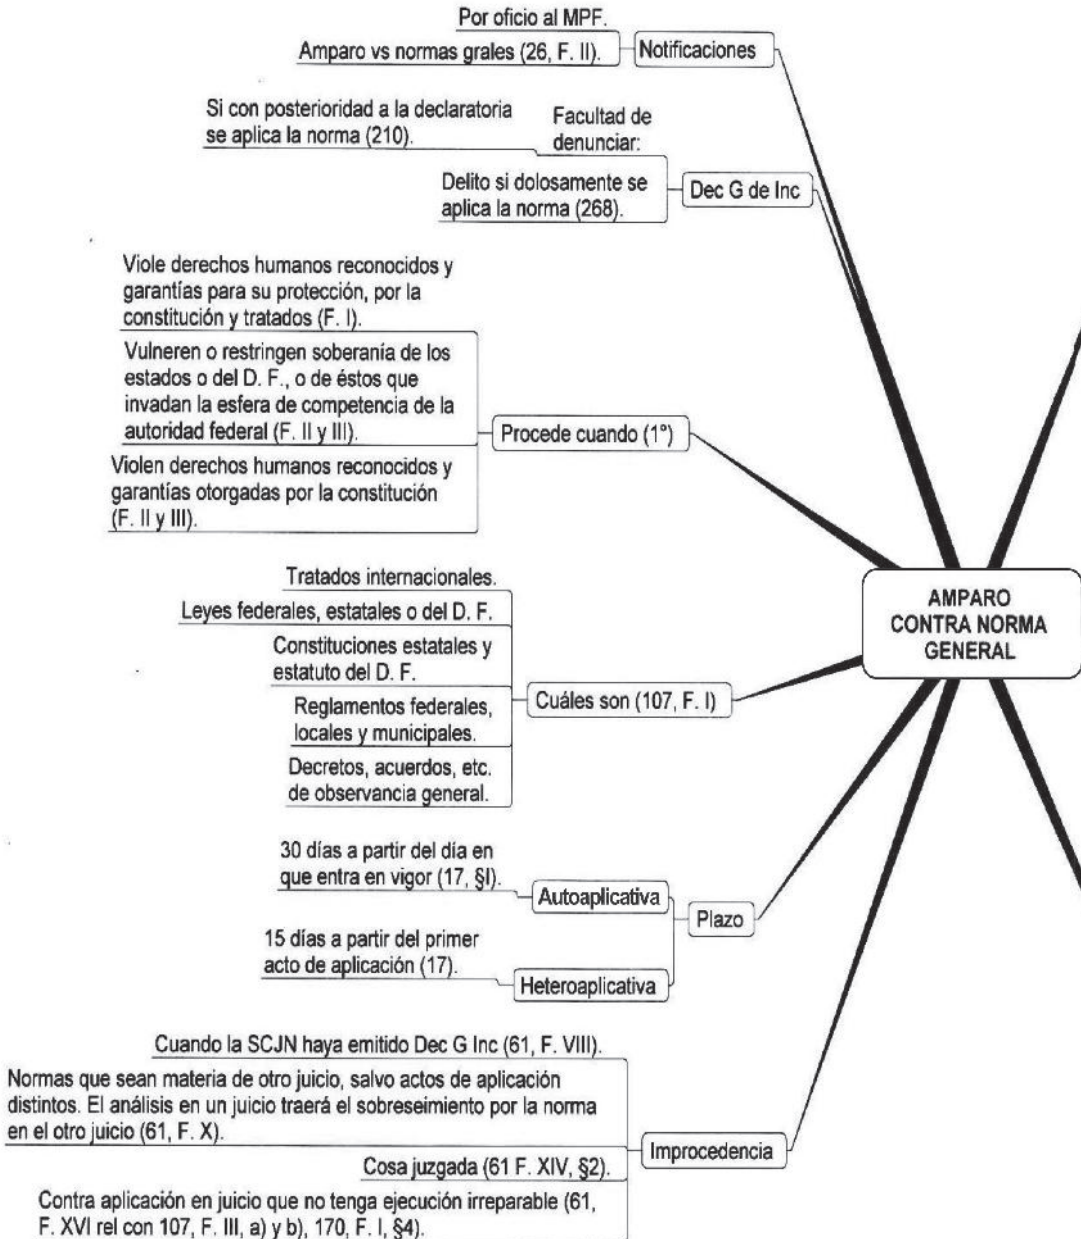 Por oficio al MPF.
Amparo vs normas grales (26, F. II).
Notificaciones
Si con posterioridad a la declaratoria
se aplica la norma (210).
Facultad de
denunciar:
Delito si dolosamente se
aplica la norma (268).
Dec G de Inc
Viole derechos humanos reconocidos y
garantías para su protección, por la
constitución y tratados (F. I).
Vulneren o restringen soberanía de los
estados o del D. F., o de éstos que
invadan la esfera de competencia de la
autoridad federal (F. II y III).
Violen derechos humanos reconocidos y
garantías otorgadas por la constitución
(F. II y III).
Procede cuando (1°)
AMPARO
CONTRA NORMA
GENERAL
Tratados internacionales.
Leyes federales, estatales o del D. F.
Constituciones estatales y
estatuto del D. F.
Reglamentos federales,
locales y municipales.
Decretos, acuerdos, etc.
de observancia general.
Cuáles son (107, F. I)
30 días a partir del día en
que entra en vigor (17, §I).
Autoaplicativa
15 días a partir del primer
acto de aplicación (17).
Heteroaplicativa
Plazo
Cuando la SCJN haya emitido Dec G Inc (61, F. VIII).
Normas que sean materia de otro juicio, salvo actos de aplicación
distintos. El análisis en un juicio traerá el sobreseimiento por la norma
en el otro juicio (61, F. X).
Cosa juzgada (61 F. XIV, §2).
Contra aplicación en juicio que no tenga ejecución irreparable (61,
F. XVI rel con 107, F. III, a) y b), 170, F. I, §4).
Improcedencia